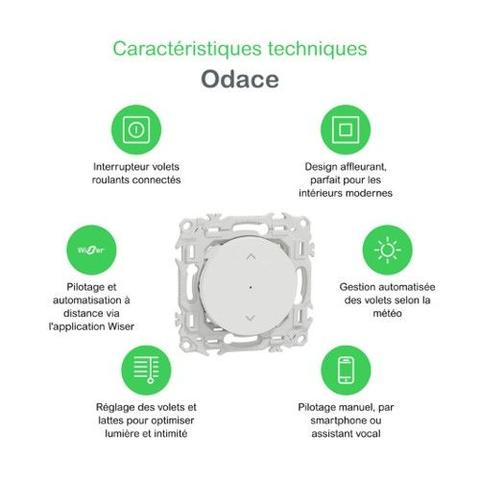 Caractéristiques techniques
Odace
Interrupteur volets
roulants connectés
Design affleurant,
parfait pour les
intérieurs modernes
Wiser
Pilotage et
automatisation à
distance via
l'application Wiser
Gestion automatisée
des volets selon la
météo
Réglage des volets et
lattes pour optimiser
lumière et intimité
Pilotage manuel, par
smartphone ou
assistant vocal